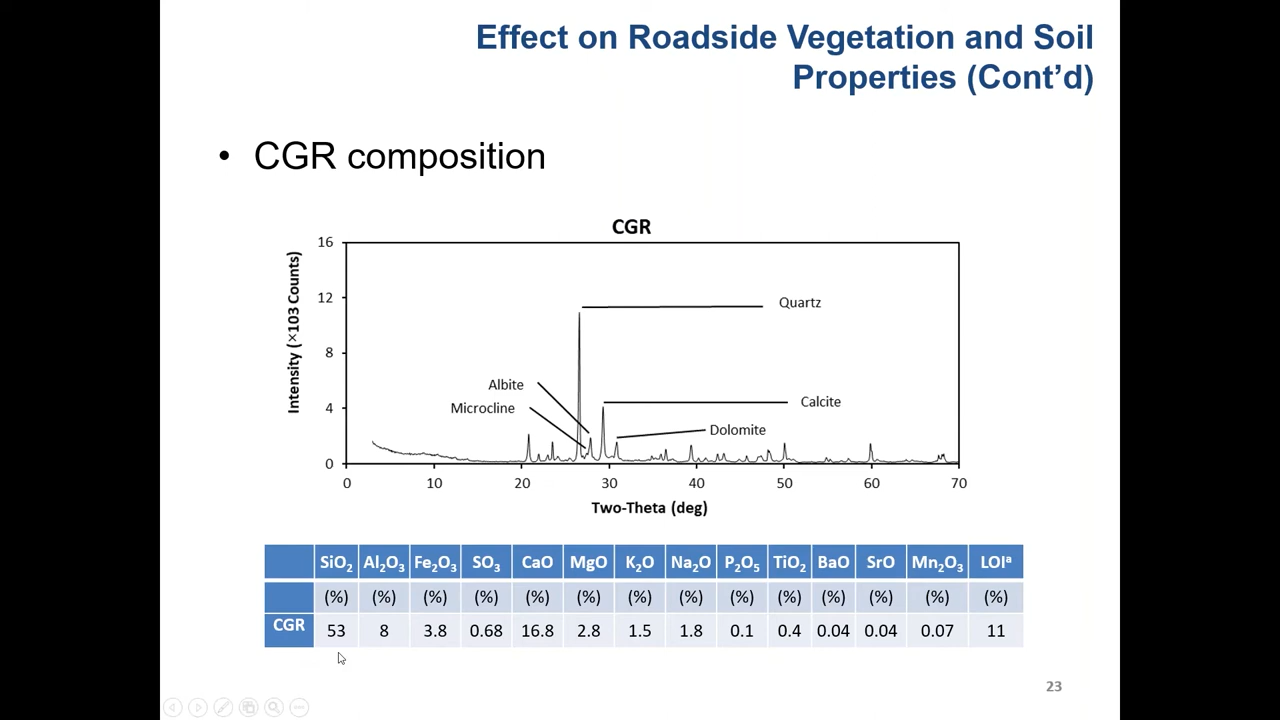 Effect on Roadside Vegetation and Soil
Properties (Cont’d)
• CGR composition
CGR
Intensity (×103 Counts)
16
12
8
4
0
Quartz
Albite
Microcline
Calcite
Dolomite
0 10 20 30 40 50 60 70
Two-Theta (deg)
SiO₂ Al₂O₃ Fe₂O₃ SO₃ CaO MgO K₂O Na₂O P₂O₅ TiO₂ BaO SrO Mn₂O₃ LOIᵃ
(%) (%) (%) (%) (%) (%) (%) (%) (%) (%) (%) (%) (%) (%)
CGR 53 8 3.8 0.68 16.8 2.8 1.5 1.8 0.1 0.4 0.04 0.04 0.07 11
23